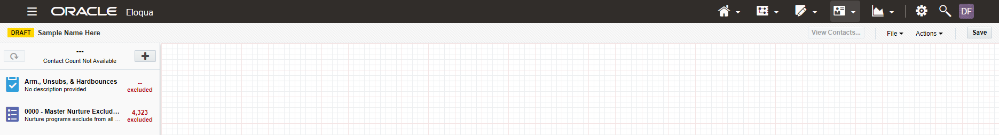 ORACLE Eloqua DF
DRAFT Sample Name Here View Contacts... File Actions Save
---
Contact Count Not Available
Arm., Unsubs, & Hardbounces --
No description provided excluded
0000 - Master Nurture Exclud... 4,323
Nurture programs exclude from all ... excluded